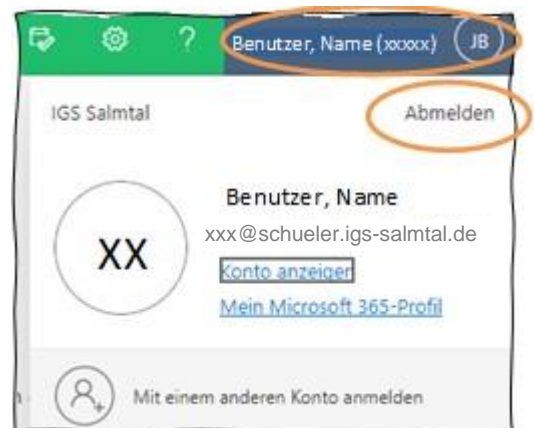 ? Benutzer, Name (xxxxx) JB
IGS Salmtal Abmelden
Benutzer, Name
xxx@schueler.igs-salmtal.de
XX
Konto anzeigen
Mein Microsoft 365-Profil
Mit einem anderen Konto anmelden